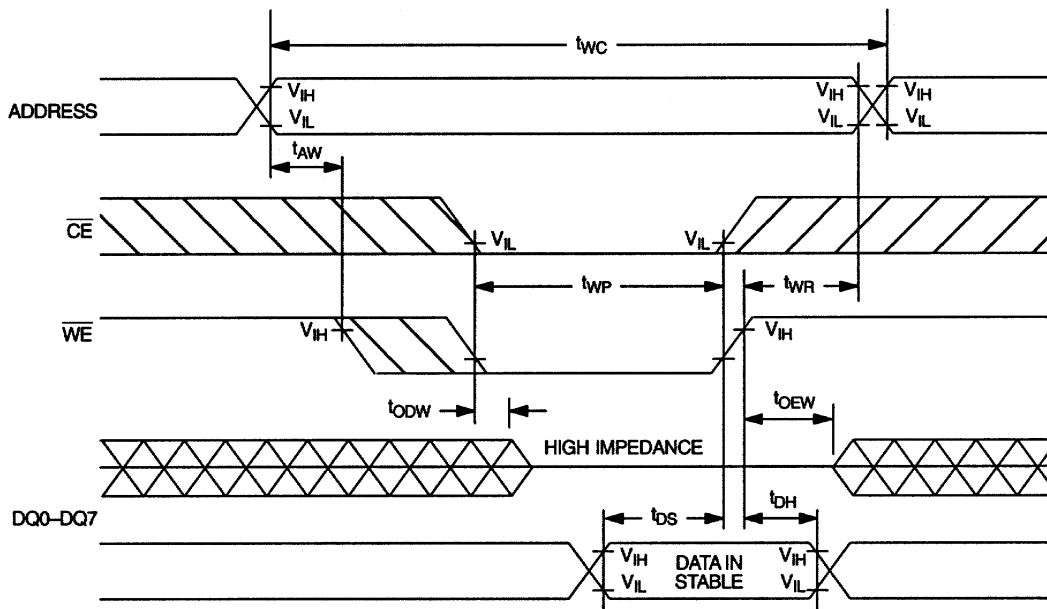 tWC
ADDRESS
VIH VIH VIH
VIL VIL VIL
tAW
CE
VIL VIL
tWP tWR
WE
VIH VIH
tODW tOEW
HIGH IMPEDANCE
DQ0–DQ7
tDS tDH
VIH DATA IN VIH
VIL STABLE VIL